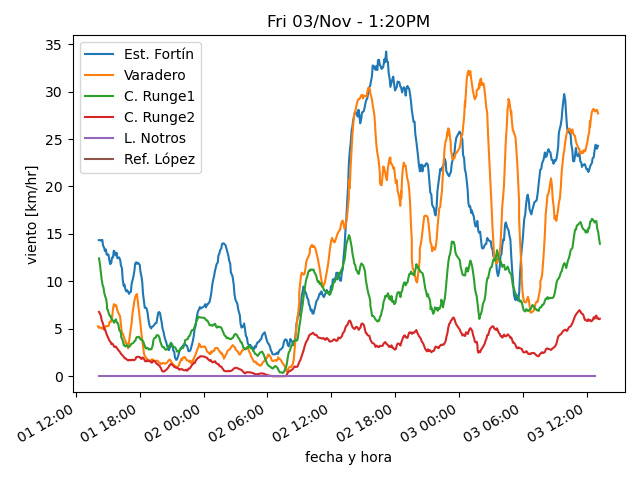 Fri 03/Nov - 1:20PM
Est. Fortín
Varadero
C. Runge1
C. Runge2
L. Notros
Ref. López
viento [km/hr]
35
30
25
20
15
10
5
0
01 12:00
01 18:00
02 00:00
02 06:00
02 12:00
02 18:00
03 00:00
03 06:00
03 12:00
fecha y hora